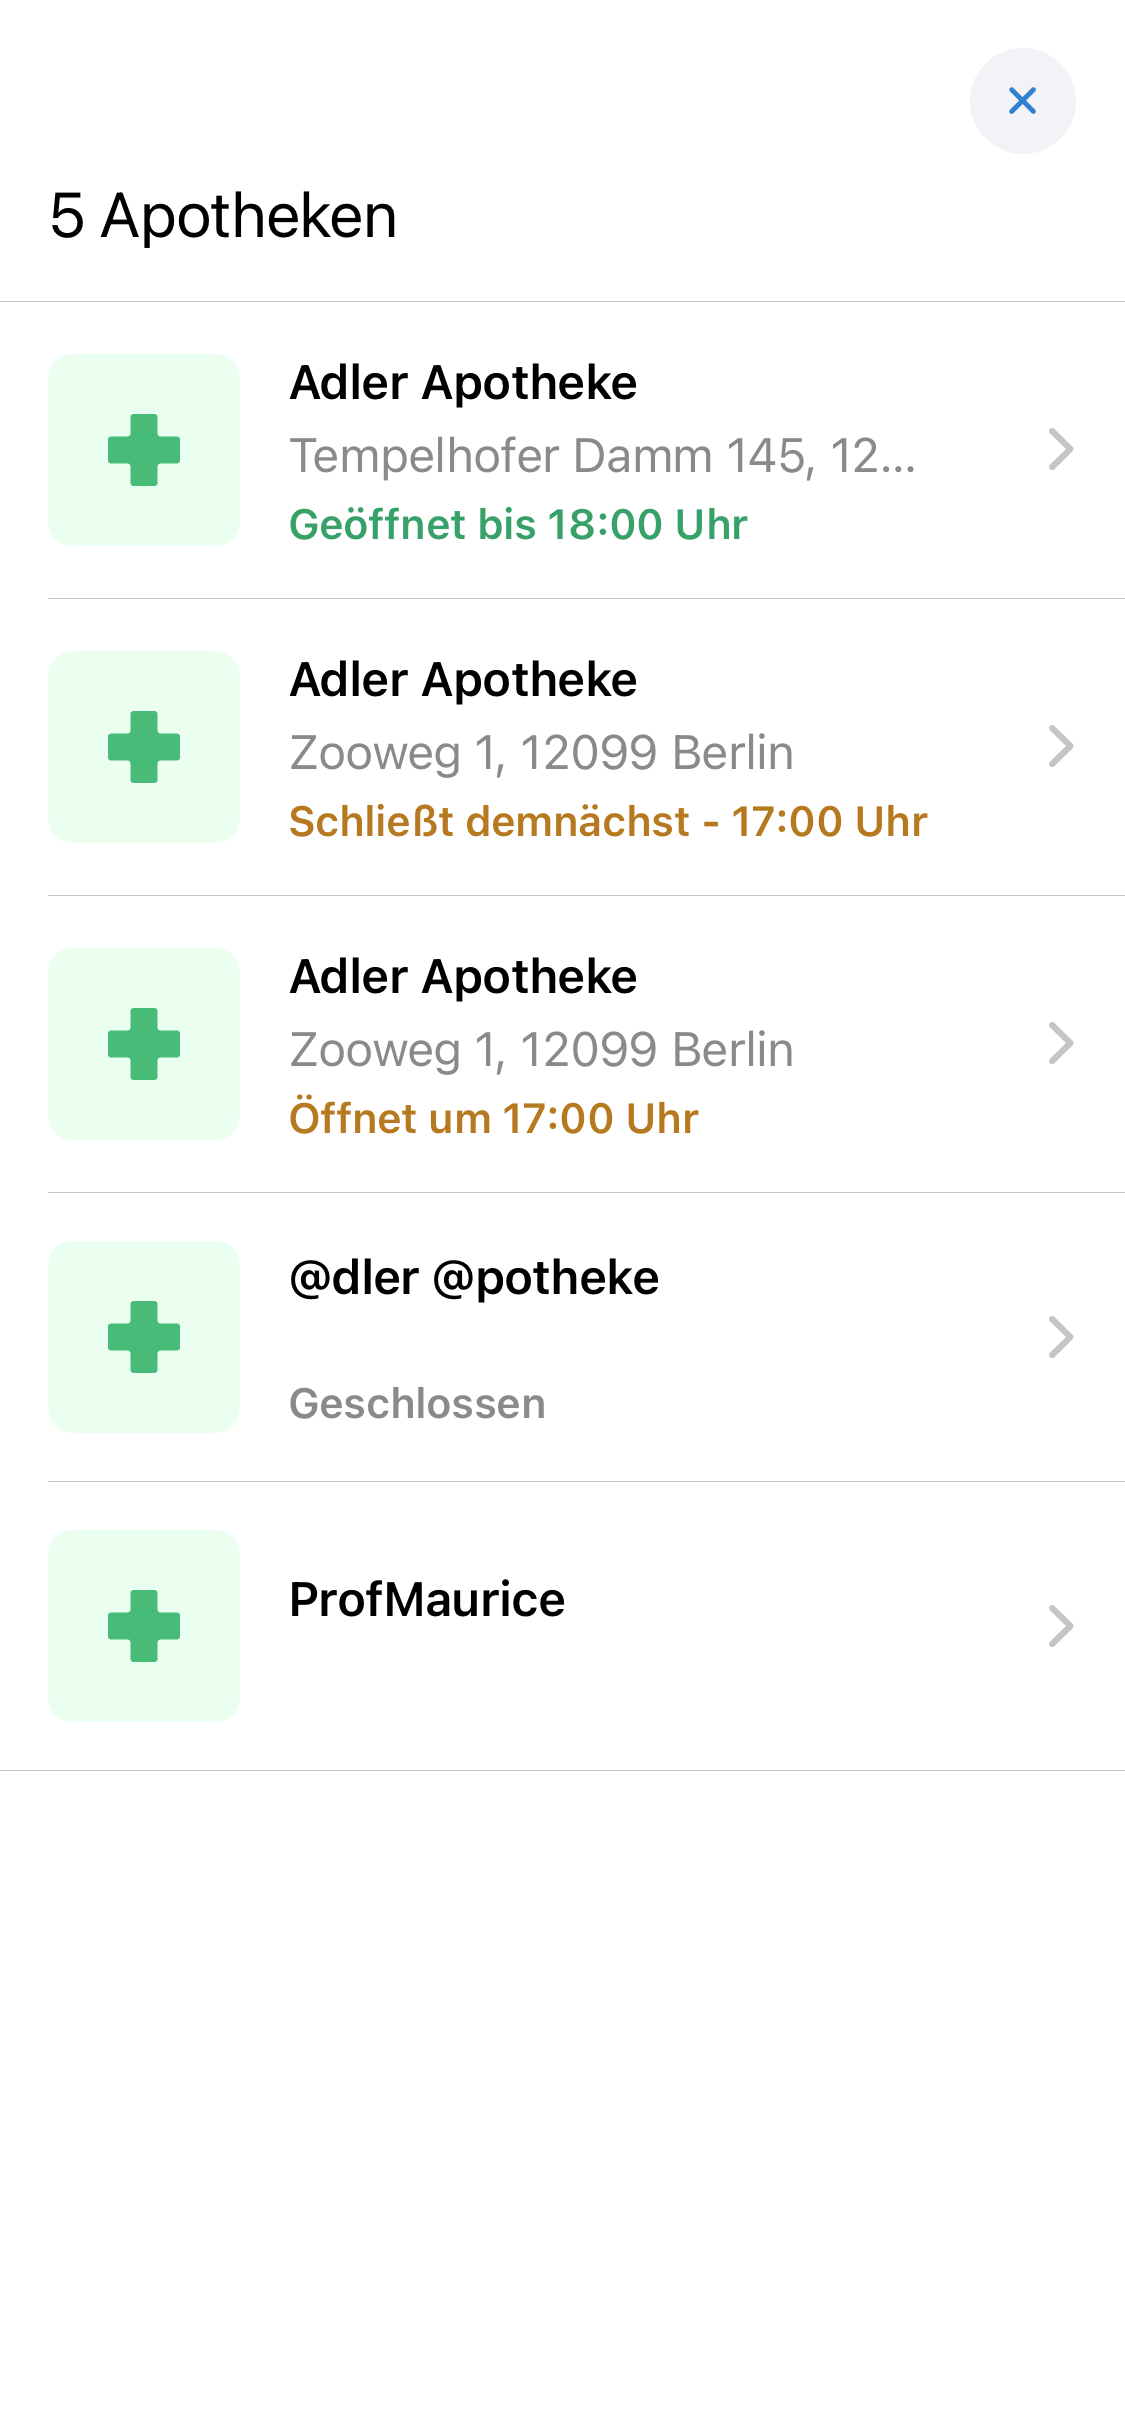 5 Apotheken
Adler Apotheke
Tempelhofer Damm 145, 12...
Geöffnet bis 18:00 Uhr
Adler Apotheke
Zooweg 1, 12099 Berlin
Schließt demnächst - 17:00 Uhr
Adler Apotheke
Zooweg 1, 12099 Berlin
Öffnet um 17:00 Uhr
@dler @potheke
Geschlossen
ProfMaurice